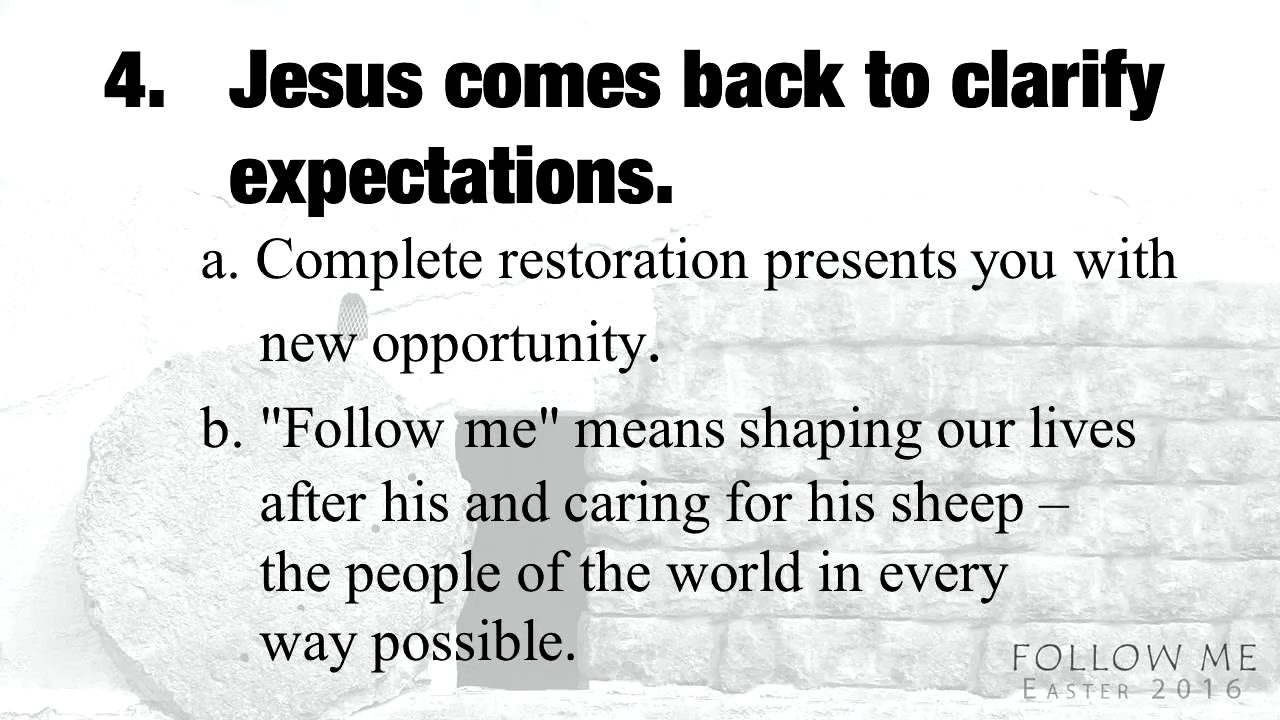 4. Jesus comes back to clarify
expectations.
a. Complete restoration presents you with
new opportunity.
b. "Follow me" means shaping our lives
after his and caring for his sheep –
the people of the world in every
way possible.
FOLLOW ME
EASTER 2016